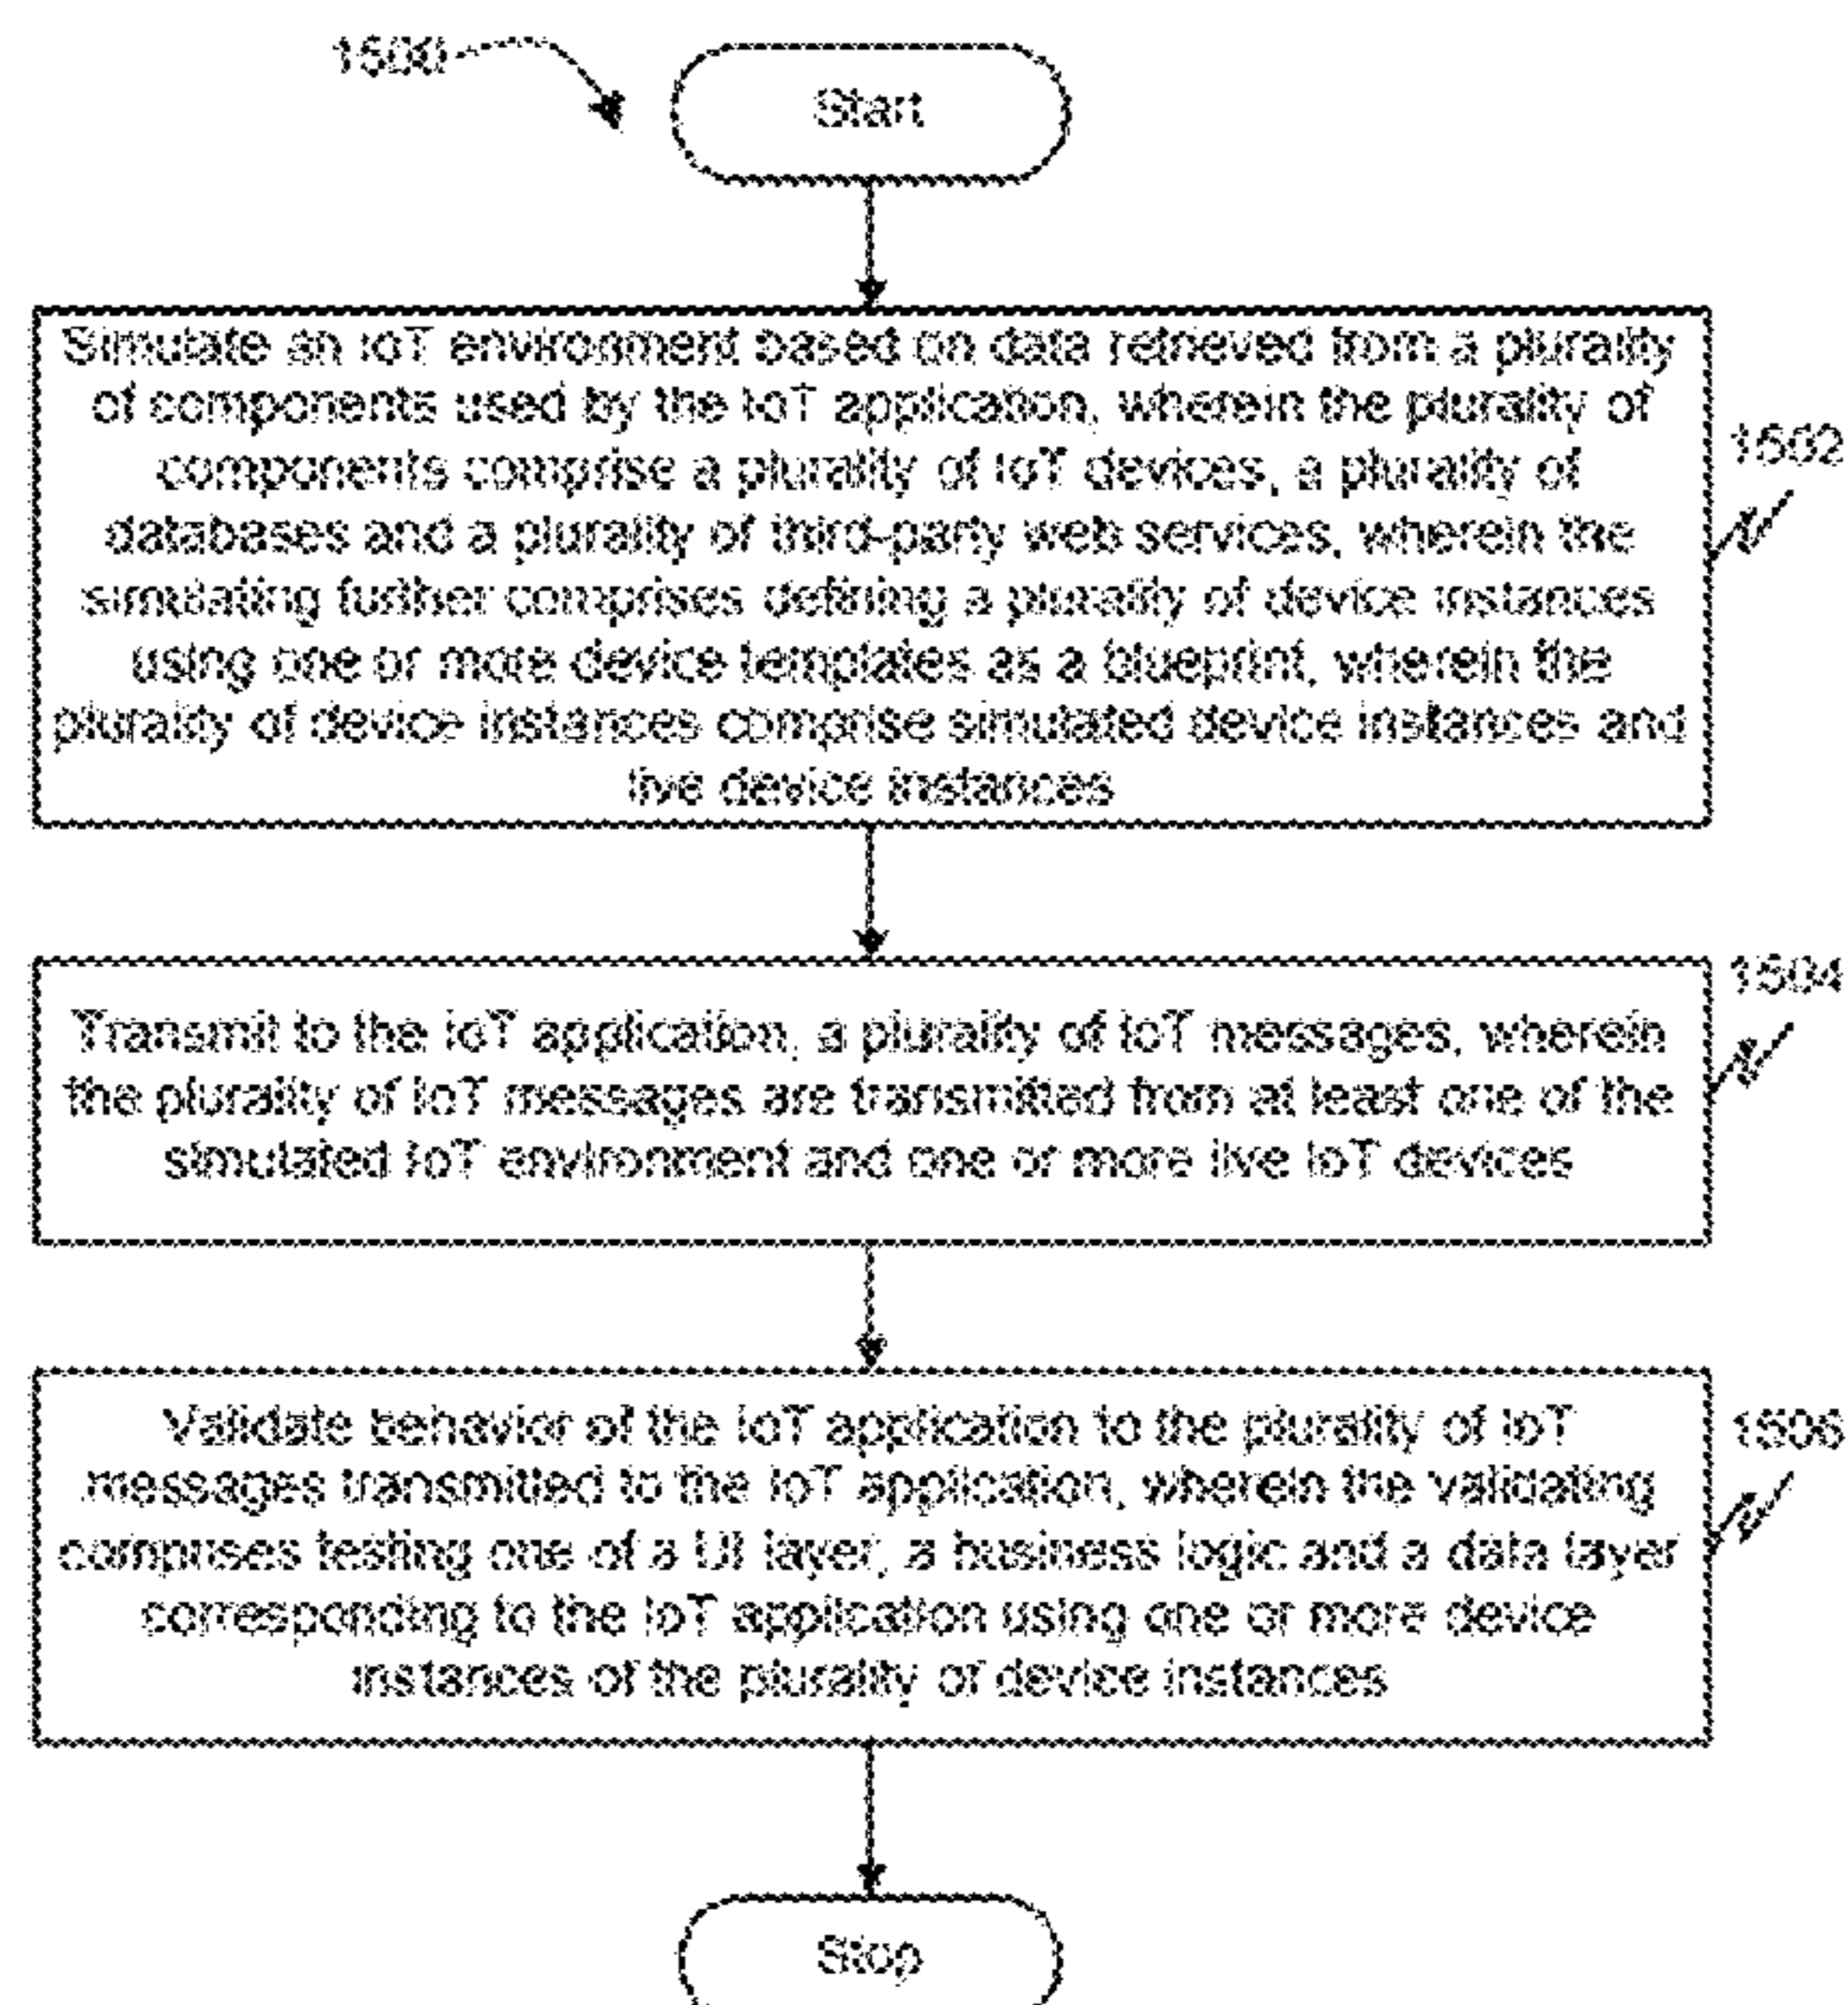 1500
Start
Simulate an IoT environment based on data retrieved from a plurality
of components used by the IoT application, wherein the plurality of
components comprise a plurality of IoT devices, a plurality of
databases and a plurality of third-party web services, wherein the
simulating further comprises defining a plurality of device instances
using one or more device templates as a blueprint, wherein the
plurality of device instances comprise simulated device instances and
live device instances
1502
Transmit to the IoT application, a plurality of IoT messages, wherein
the plurality of IoT messages are transmitted from at least one of the
simulated IoT environment and one or more live IoT devices
1504
Validate behavior of the IoT application to the plurality of IoT
messages transmitted to the IoT application, wherein the validating
comprises testing one of a UI layer, a business logic and a data layer
corresponding to the IoT application using one or more device
instances of the plurality of device instances
1506
Stop